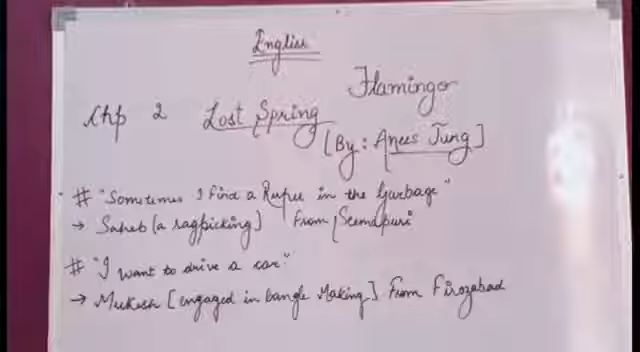 English
Flamingo
Chp 2 Lost Spring
[By: Anees Jung]
# "Sometimes I find a Rupee in the Garbage"
→ Saheb [a ragpicking] From Seemapuri
# "I want to drive a car"
→ Mukesh [engaged in bangle Making] From Firozabad